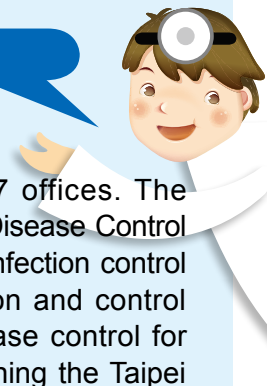 7 offices. The
Disease Control
nfection control
on and control
ase control for
ning the Taipei